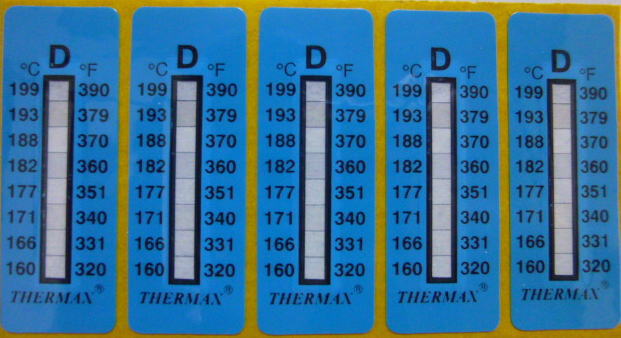 D D D D D
°C °F °C °F °C °F °C °F °C °F
199 390 199 390 199 390 199 390 199 390
193 379 193 379 193 379 193 379 193 379
188 370 188 370 188 370 188 370 188 370
182 360 182 360 182 360 182 360 182 360
177 351 177 351 177 351 177 351 177 351
171 340 171 340 171 340 171 340 171 340
166 331 166 331 166 331 166 331 166 331
160 320 160 320 160 320 160 320 160 320
THERMAX® THERMAX® THERMAX® THERMAX® THERMAX®